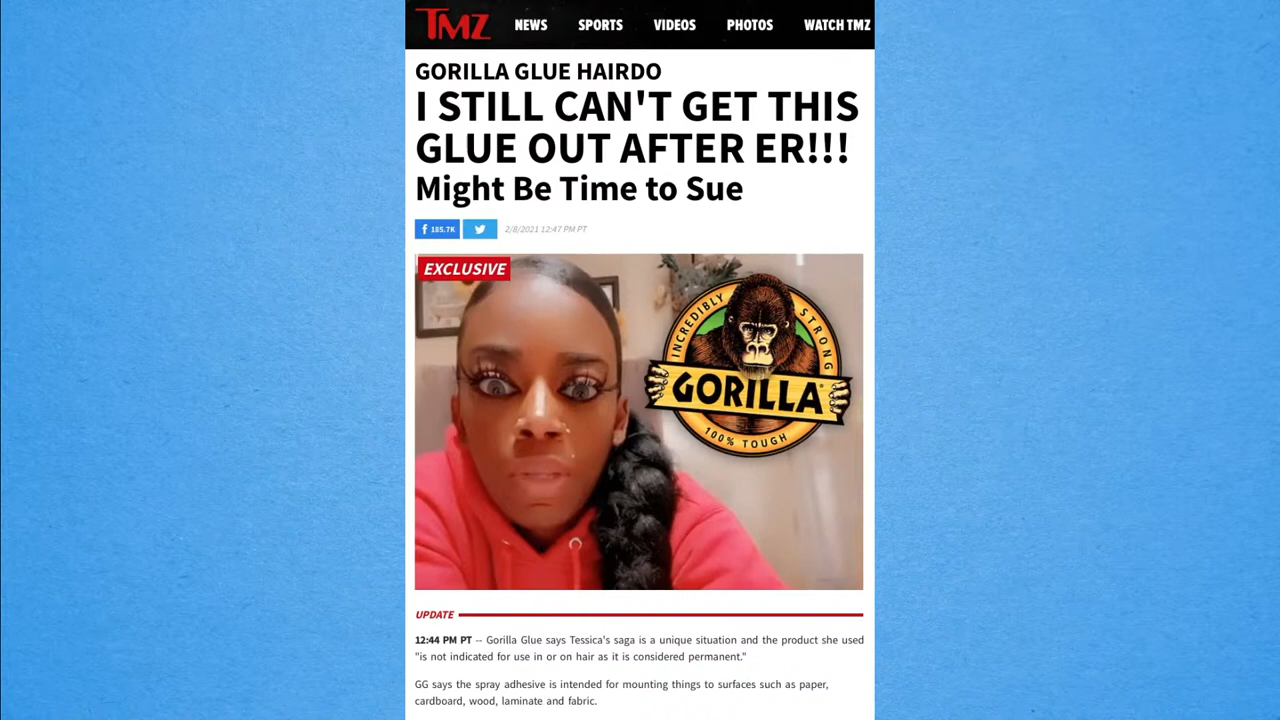 TMZ NEWS SPORTS VIDEOS PHOTOS WATCH TMZ
GORILLA GLUE HAIRDO
I STILL CAN'T GET THIS
GLUE OUT AFTER ER!!!
Might Be Time to Sue
f 185.7K
2/8/2021 12:47 PM PT
EXCLUSIVE
INCREDIBLY STRONG
GORILLA
100% TOUGH
UPDATE
12:44 PM PT -- Gorilla Glue says Tessica's saga is a unique situation and the product she used
"is not indicated for use in or on hair as it is considered permanent."
GG says the spray adhesive is intended for mounting things to surfaces such as paper,
cardboard, wood, laminate and fabric.